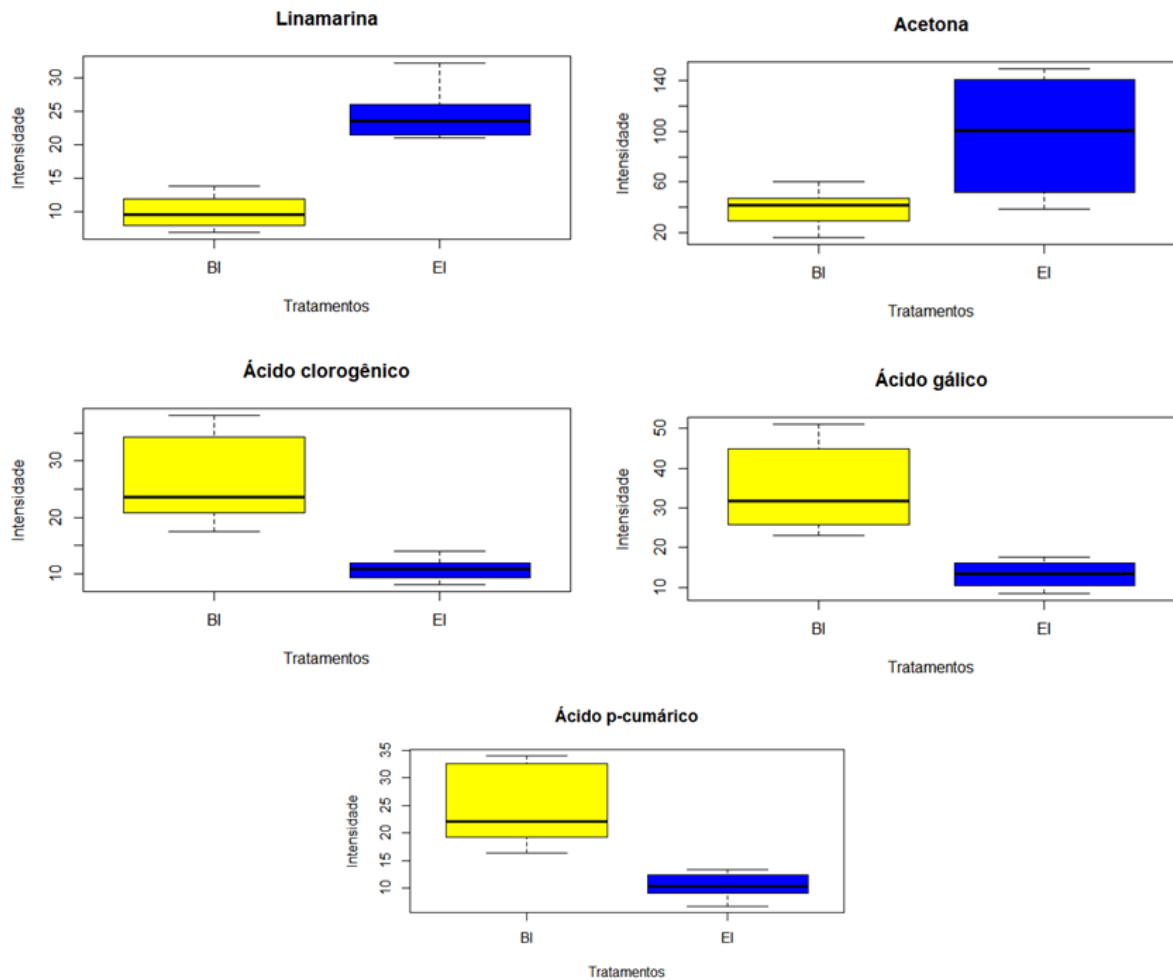 Linamarina
Intensidade
30
25
20
15
10
BI
EI
Tratamentos
Acetona
Intensidade
140
100
60
20
BI
EI
Tratamentos
Ácido clorogênico
Intensidade
30
20
10
BI
EI
Tratamentos
Ácido gálico
Intensidade
50
40
30
20
10
BI
EI
Tratamentos
Ácido p-cumárico
Intensidade
35
30
25
20
15
10
BI
EI
Tratamentos